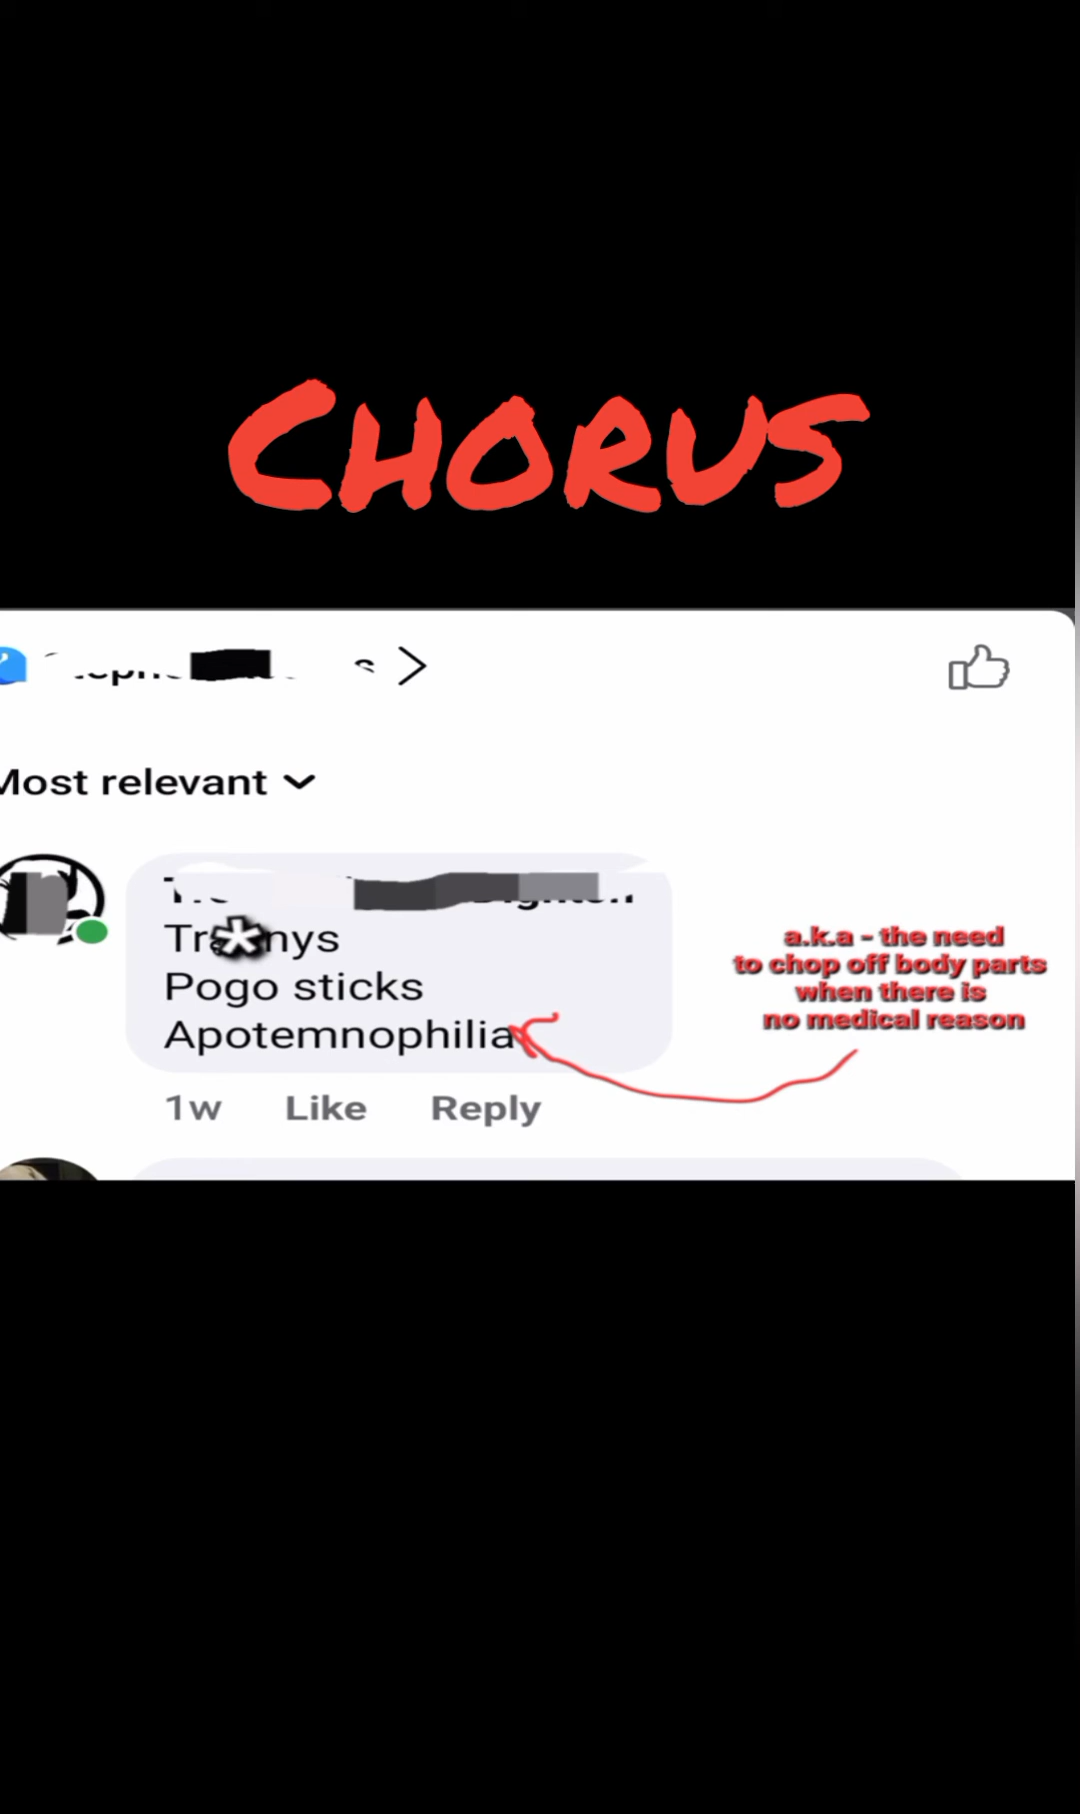 CHORUS
Most relevant
Tra*nys
Pogo sticks
Apotemnophilia
a.k.a - the need
to chop off body parts
when there is
no medical reason
1w Like Reply